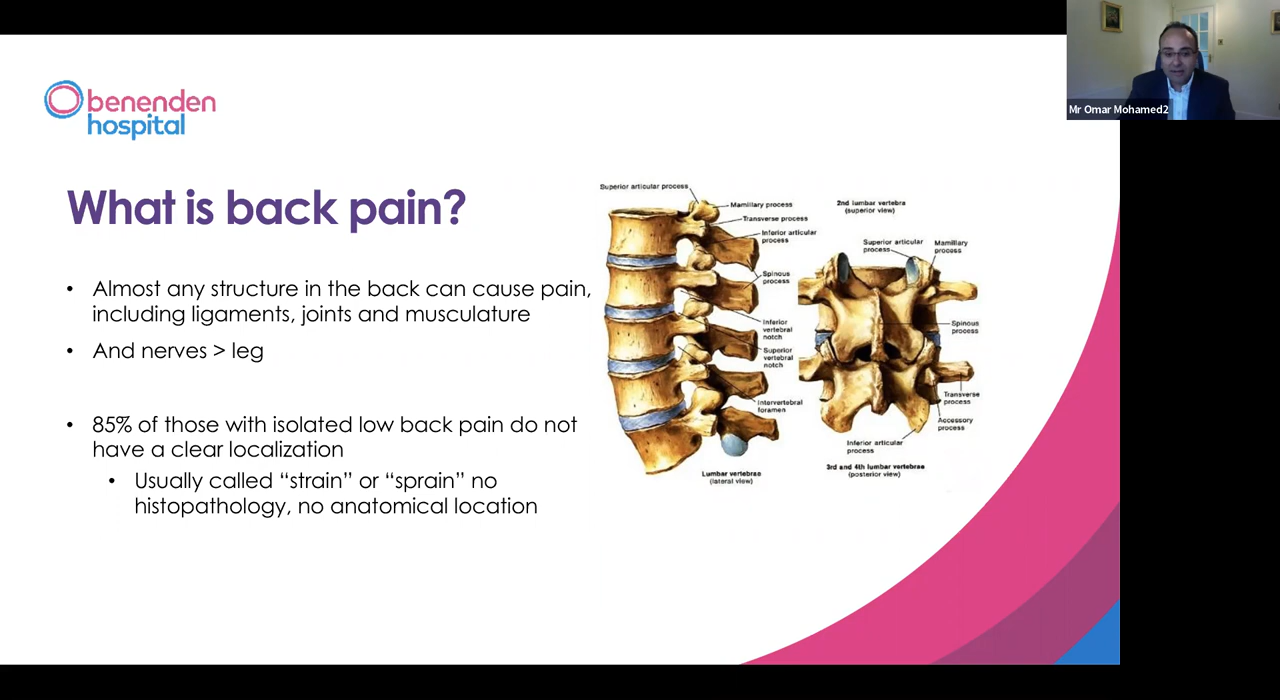 benenden
hospital
Mr Omar Mohamed2
What is back pain?
• Almost any structure in the back can cause pain,
including ligaments, joints and musculature
• And nerves > leg
• 85% of those with isolated low back pain do not
have a clear localization
• Usually called “strain” or “sprain” no
histopathology, no anatomical location
Superior articular process
Mamillary process
Transverse process
Inferior articular
process
Spinous
process
Inferior
vertebral
notch
Superior
vertebral
notch
Intervertebral
foramen
Lumbar vertebrae
(lateral view)
2nd lumbar vertebra
(superior view)
Superior articular
process
Mamillary
process
Spinous
process
Transverse
process
Accessory
process
Inferior articular
process
3rd and 4th lumbar vertebrae
(posterior view)